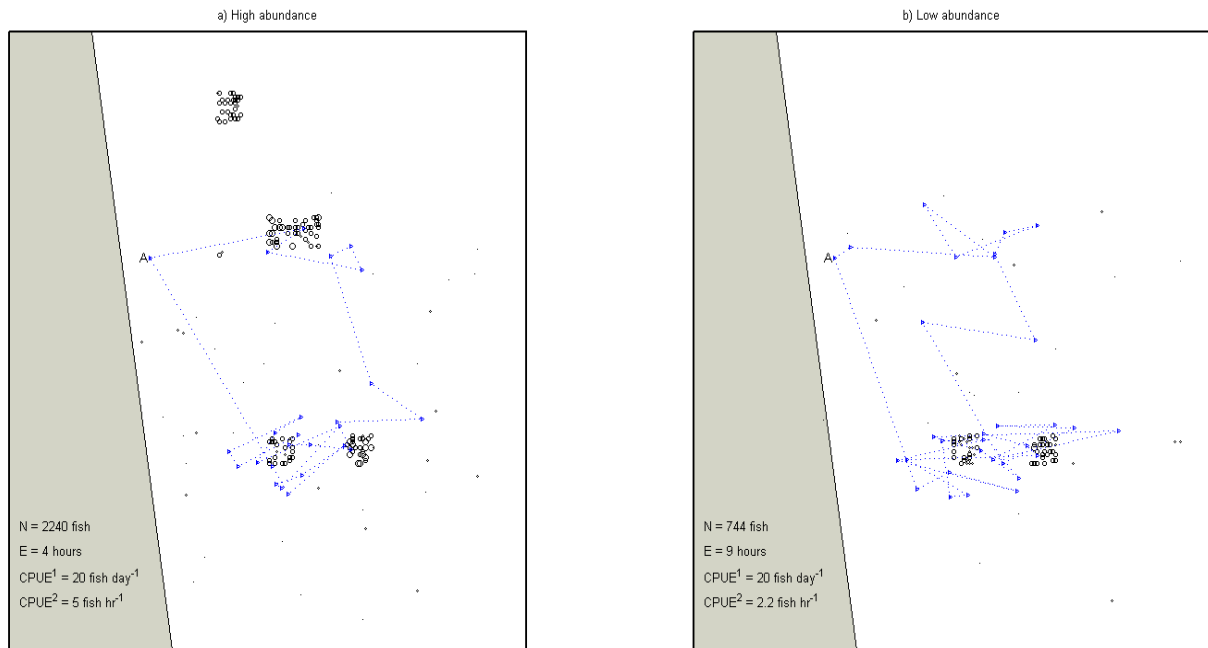 a) High abundance
A
N = 2240 fish
E = 4 hours
CPUE¹ = 20 fish day⁻¹
CPUE² = 5 fish hr⁻¹
b) Low abundance
A
N = 744 fish
E = 9 hours
CPUE¹ = 20 fish day⁻¹
CPUE² = 2.2 fish hr⁻¹